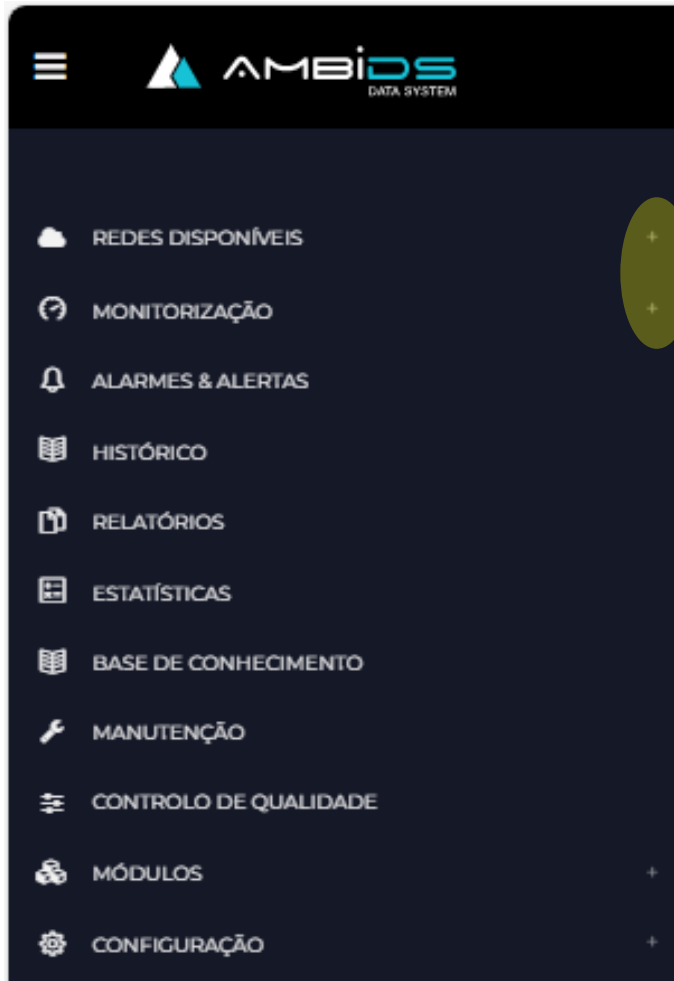 AMBiDS
DATA SYSTEM
REDES DISPONÍVEIS +
MONITORIZAÇÃO +
ALARMES & ALERTAS
HISTÓRICO
RELATÓRIOS
ESTATÍSTICAS
BASE DE CONHECIMENTO
MANUTENÇÃO
CONTROLO DE QUALIDADE
MÓDULOS +
CONFIGURAÇÃO +